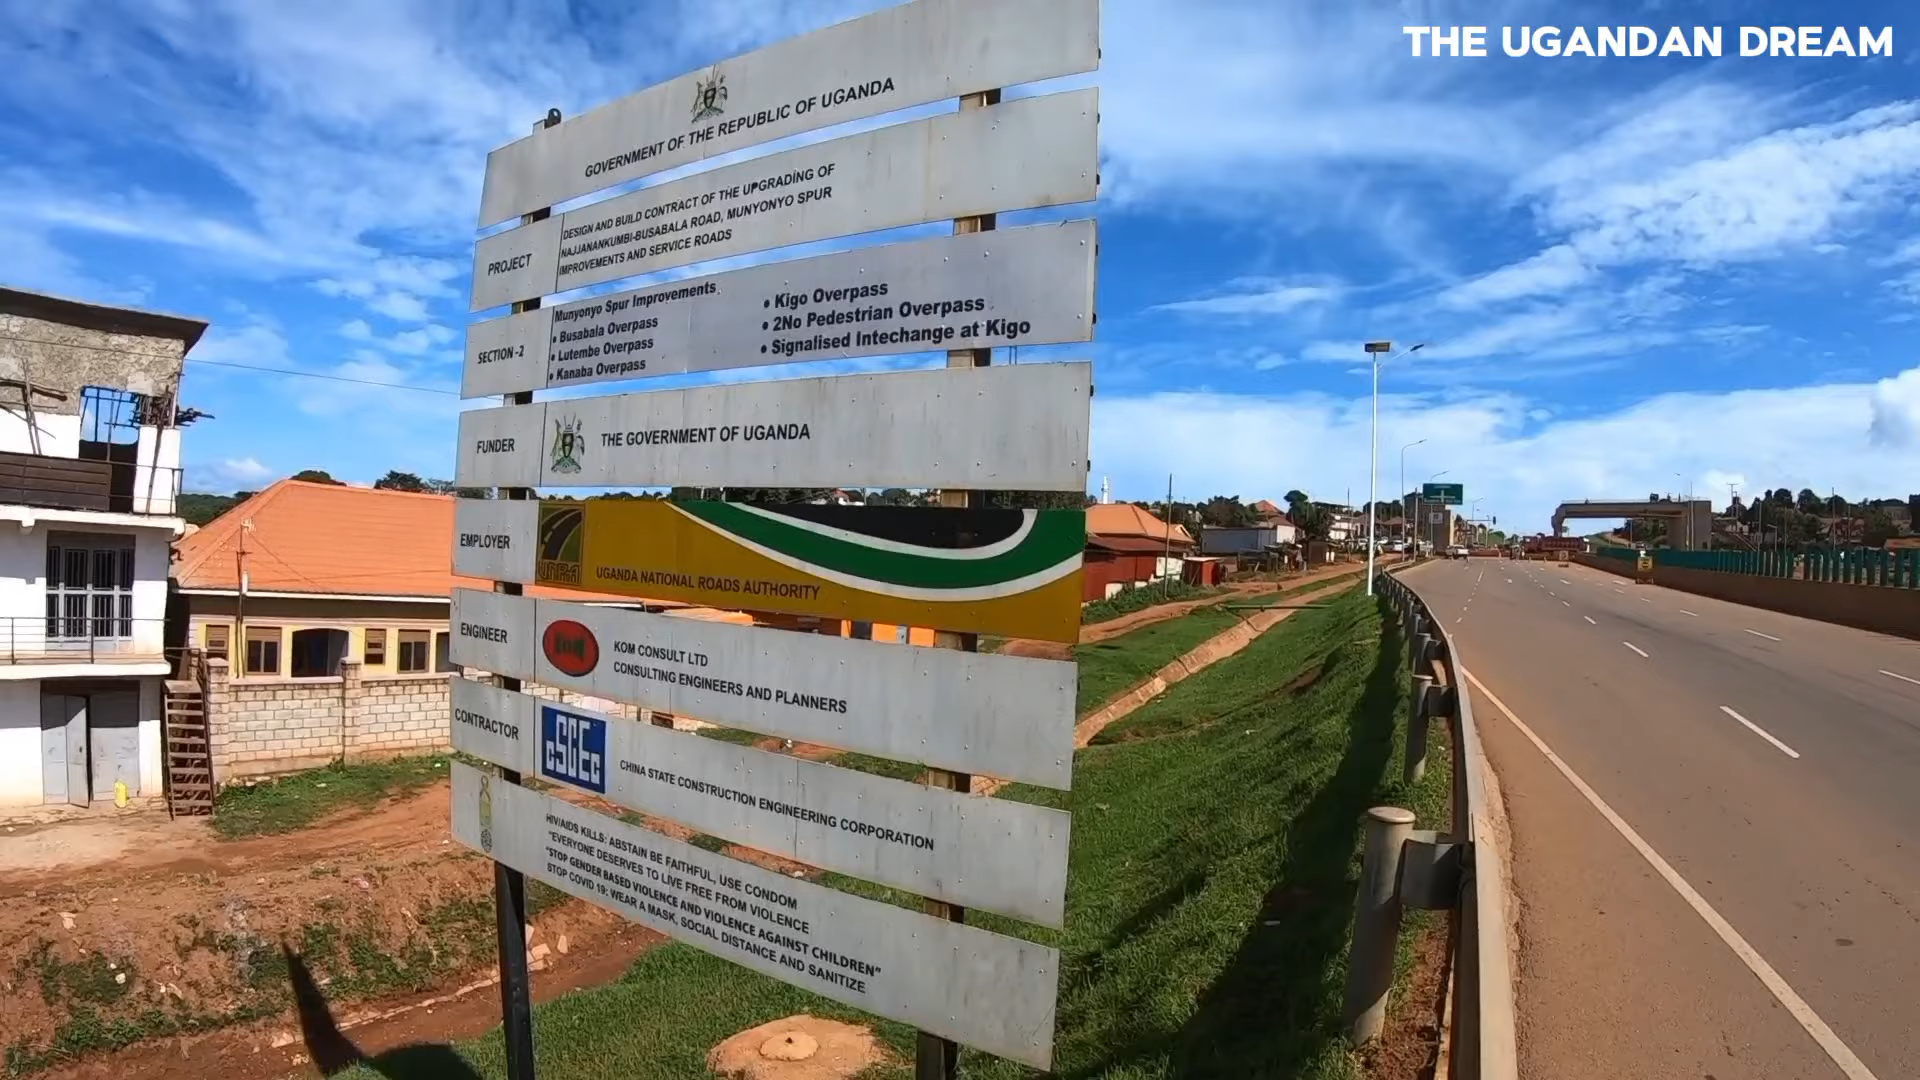 THE UGANDAN DREAM
GOVERNMENT OF THE REPUBLIC OF UGANDA
PROJECT
DESIGN AND BUILD CONTRACT OF THE UPGRADING OF
NAJJANANKUMBI-BUSABALA ROAD, MUNYONYO SPUR
IMPROVEMENTS AND SERVICE ROADS
SECTION -2
Munyonyo Spur Improvements
• Busabala Overpass
• Lutembe Overpass
• Kanaba Overpass
• Kigo Overpass
• 2No Pedestrian Overpass
• Signalised Intechange at Kigo
FUNDER
THE GOVERNMENT OF UGANDA
EMPLOYER
UNRA
UGANDA NATIONAL ROADS AUTHORITY
ENGINEER
KOM CONSULT LTD
CONSULTING ENGINEERS AND PLANNERS
CONTRACTOR
CSCEC
CHINA STATE CONSTRUCTION ENGINEERING CORPORATION
HIV/AIDS KILLS: ABSTAIN BE FAITHFUL, USE CONDOM
"EVERYONE DESERVES TO LIVE FREE FROM VIOLENCE
"STOP GENDER BASED VIOLENCE AND VIOLENCE AGAINST CHILDREN"
STOP COVID 19: WEAR A MASK, SOCIAL DISTANCE AND SANITIZE